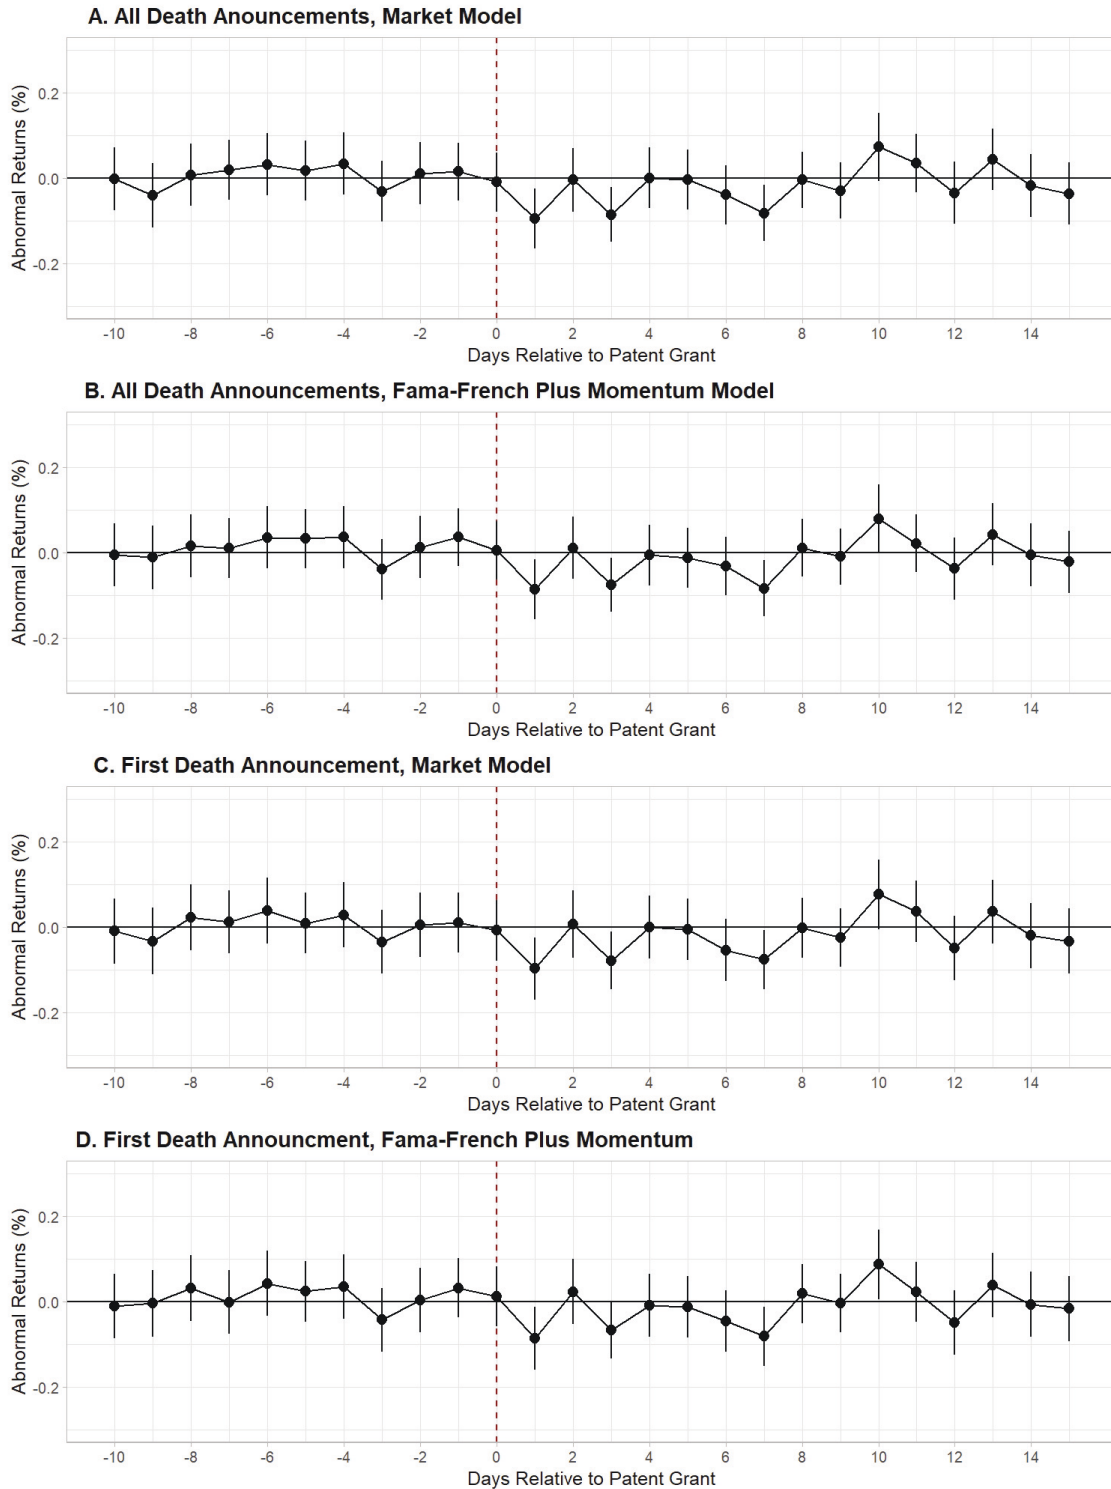 A. All Death Anouncements, Market Model
Abnormal Returns (%)
0.2
0.0
-0.2
-10 -8 -6 -4 -2 0 2 4 6 8 10 12 14
Days Relative to Patent Grant
B. All Death Announcements, Fama-French Plus Momentum Model
Abnormal Returns (%)
0.2
0.0
-0.2
-10 -8 -6 -4 -2 0 2 4 6 8 10 12 14
Days Relative to Patent Grant
C. First Death Announcement, Market Model
Abnormal Returns (%)
0.2
0.0
-0.2
-10 -8 -6 -4 -2 0 2 4 6 8 10 12 14
Days Relative to Patent Grant
D. First Death Announcment, Fama-French Plus Momentum
Abnormal Returns (%)
0.2
0.0
-0.2
-10 -8 -6 -4 -2 0 2 4 6 8 10 12 14
Days Relative to Patent Grant